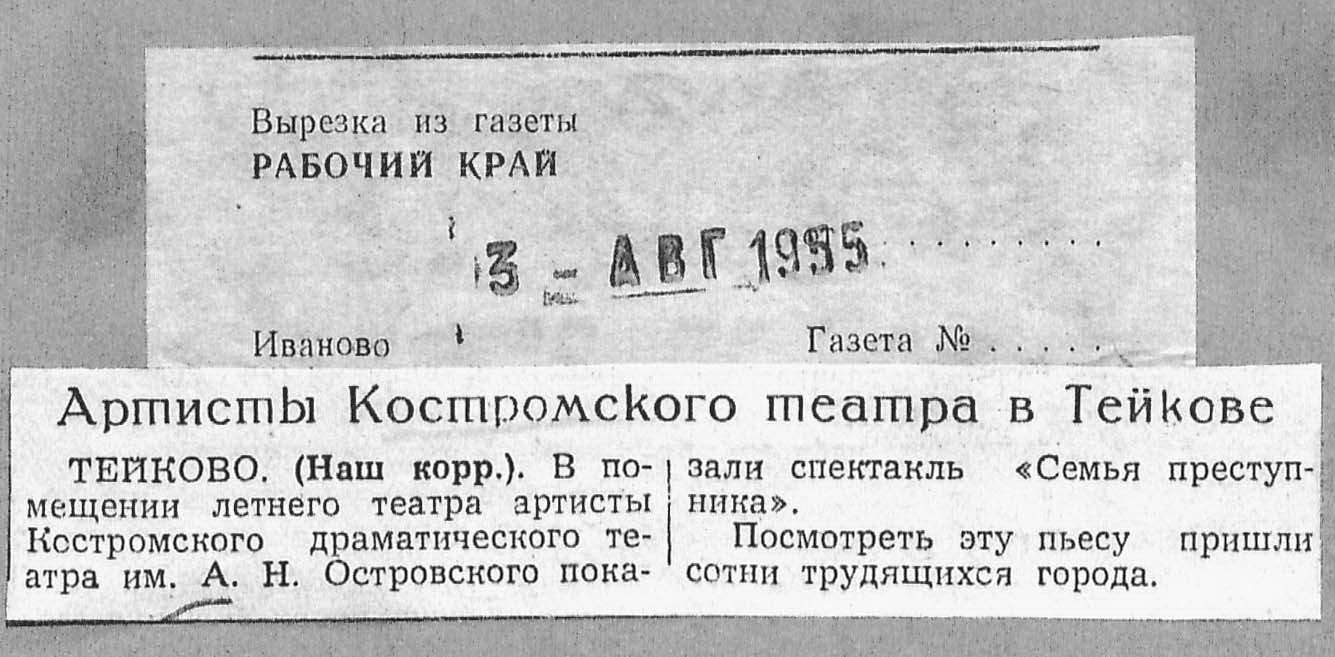 Вырезка из газеты
РАБОЧИЙ КРАЙ
3 - АВГ 1955
Иваново Газета № . . . . .
Артисты Костромского театра в Тейкове
ТЕЙКОВО. (Наш корр.). В по-
мещении летнего театра артисты
Костромского драматического те-
атра им. А. Н. Островского пока-
зали спектакль «Семья преступ-
ника».
Посмотреть эту пьесу пришли
сотни трудящихся города.